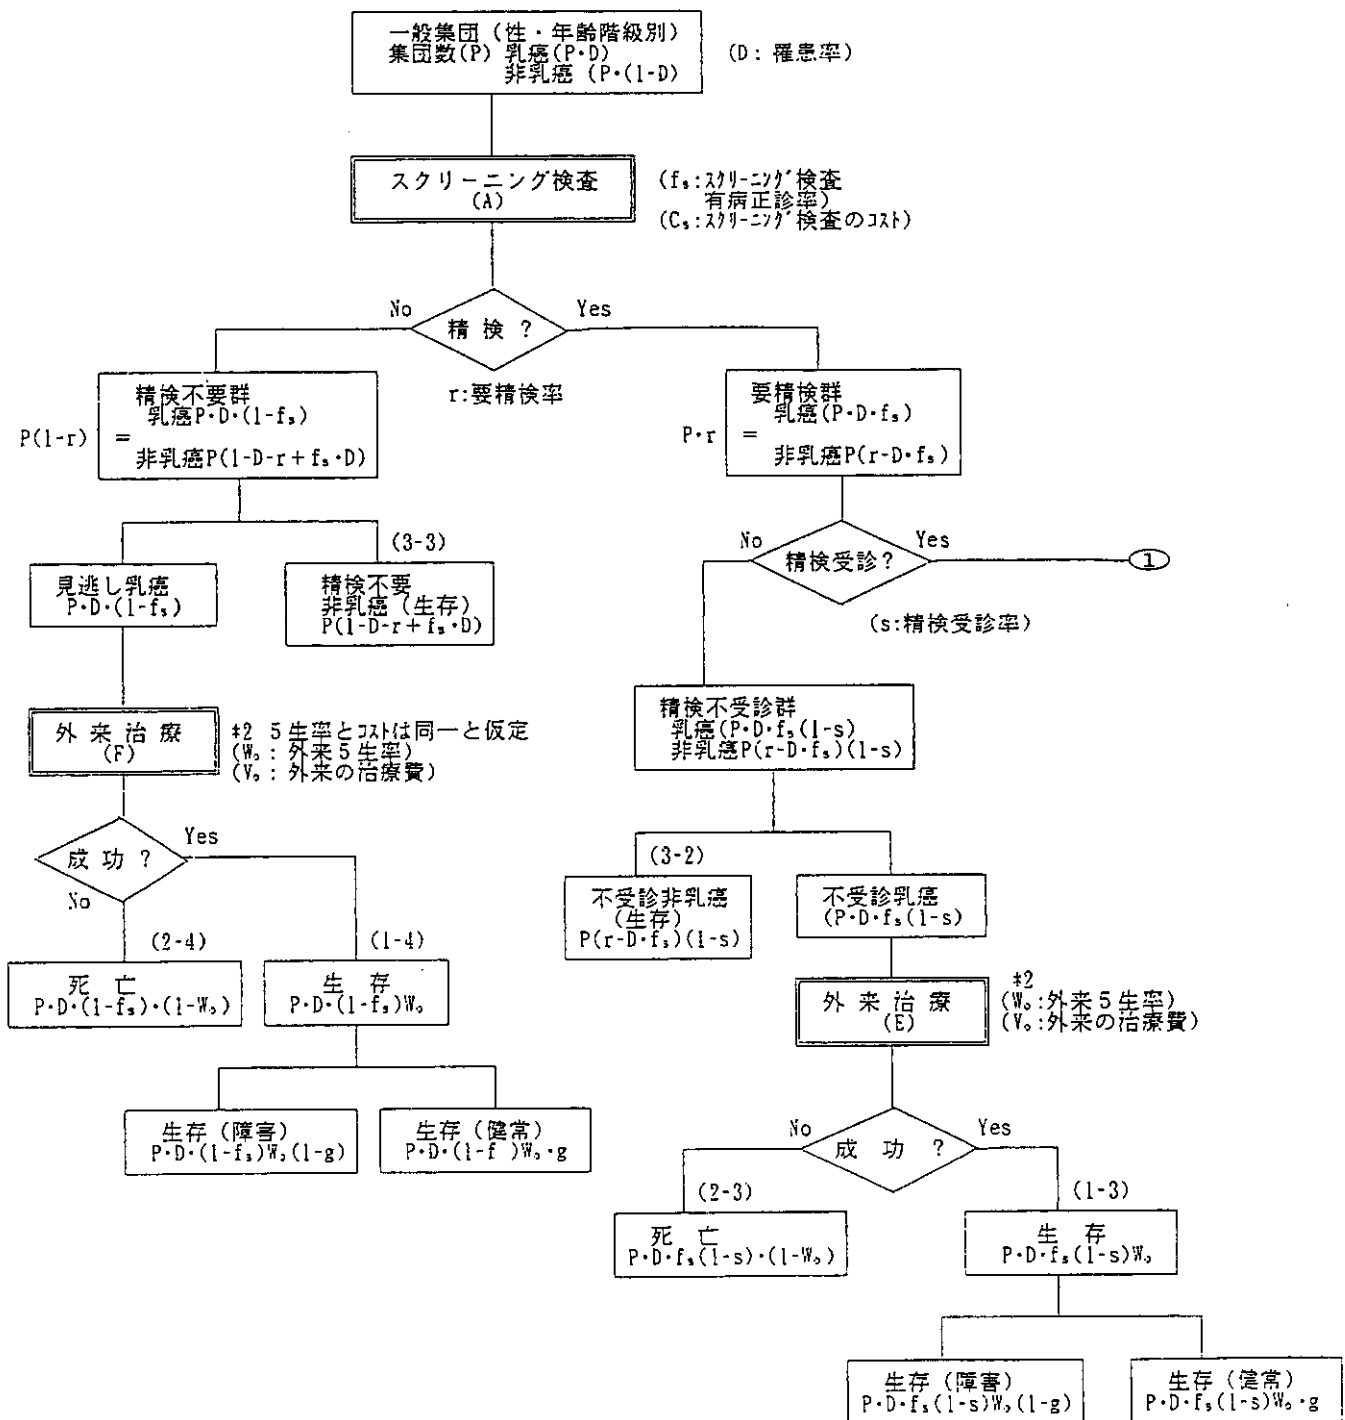 一般集団（性・年齢階級別）
集団数(P) 乳癌(P・D)
非乳癌 (P・(1-D)
(D: 罹患率)
スクリーニング検査
(A)
(fs:スクリーニング検査
有病正診率)
(Cs:スクリーニング検査のコスト)
No
精検？
Yes
r:要精検率
精検不要群
乳癌P・D・(1-fs)
P(1-r) =
非乳癌P(1-D-r+fs・D)
要精検群
乳癌(P・D・fs)
P・r =
非乳癌P(r-D・fs)
見逃し乳癌
P・D・(1-fs)
(3-3)
精検不要
非乳癌（生存）
P(1-D-r+fs・D)
No
精検受診?
Yes
①
(s:精検受診率)
外来治療
(F)
*2 5生率とコストは同一と仮定
(Wo: 外来5生率)
(Vo: 外来の治療費)
精検不受診群
乳癌(P・D・fs(1-s)
非乳癌P(r-D・fs)(1-s)
成功？
Yes
No
(3-2)
不受診非乳癌
(生存)
P(r-D・fs)(1-s)
不受診乳癌
(P・D・fs(1-s)
(2-4)
死亡
P・D・(1-fs)・(1-Wo)
(1-4)
生存
P・D・(1-fs)Wo
外来治療
(E)
*2
(Wo:外来5生率)
(Vo:外来の治療費)
生存（障害）
P・D・(1-fs)Wo(1-g)
生存（健常）
P・D・(1-f )Wo・g
No
成功？
Yes
(2-3)
死亡
P・D・fs(1-s)・(1-Wo)
(1-3)
生存
P・D・fs(1-s)Wo
生存（障害）
P・D・fs(1-s)Wo(1-g)
生存（健常）
P・D・fs(1-s)Wo・g